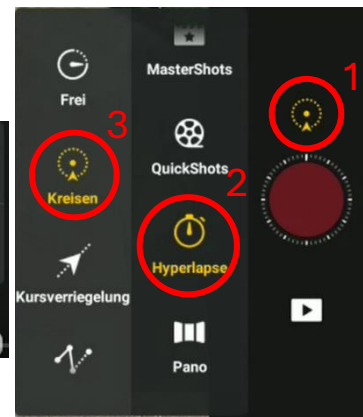 MasterShots
1
Frei
3
QuickShots
2
Kreisen
Hyperlapse
Kursverriegelung
Pano